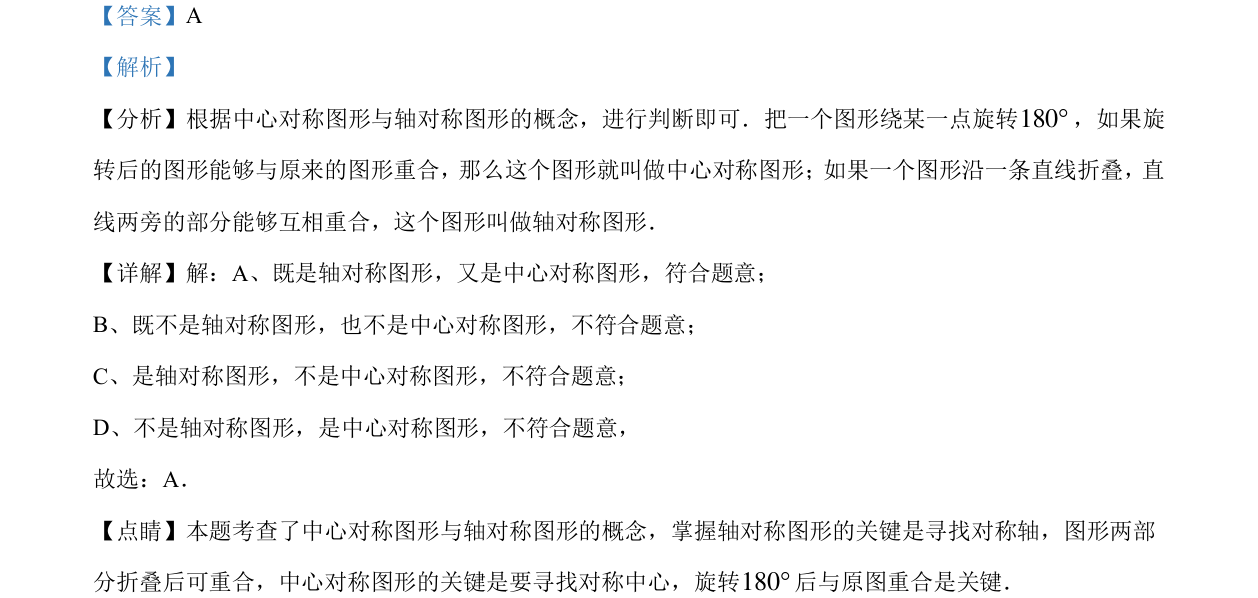 【答案】A
【解析】
【分析】根据中心对称图形与轴对称图形的概念，进行判断即可．把一个图形绕某一点旋转180°，如果旋
转后的图形能够与原来的图形重合，那么这个图形就叫做中心对称图形；如果一个图形沿一条直线折叠，直
线两旁的部分能够互相重合，这个图形叫做轴对称图形．
【详解】解：A、既是轴对称图形，又是中心对称图形，符合题意；
B、既不是轴对称图形，也不是中心对称图形，不符合题意；
C、是轴对称图形，不是中心对称图形，不符合题意；
D、不是轴对称图形，是中心对称图形，不符合题意，
故选：A．
【点睛】本题考查了中心对称图形与轴对称图形的概念，掌握轴对称图形的关键是寻找对称轴，图形两部
分折叠后可重合，中心对称图形的关键是要寻找对称中心，旋转180°后与原图重合是关键．